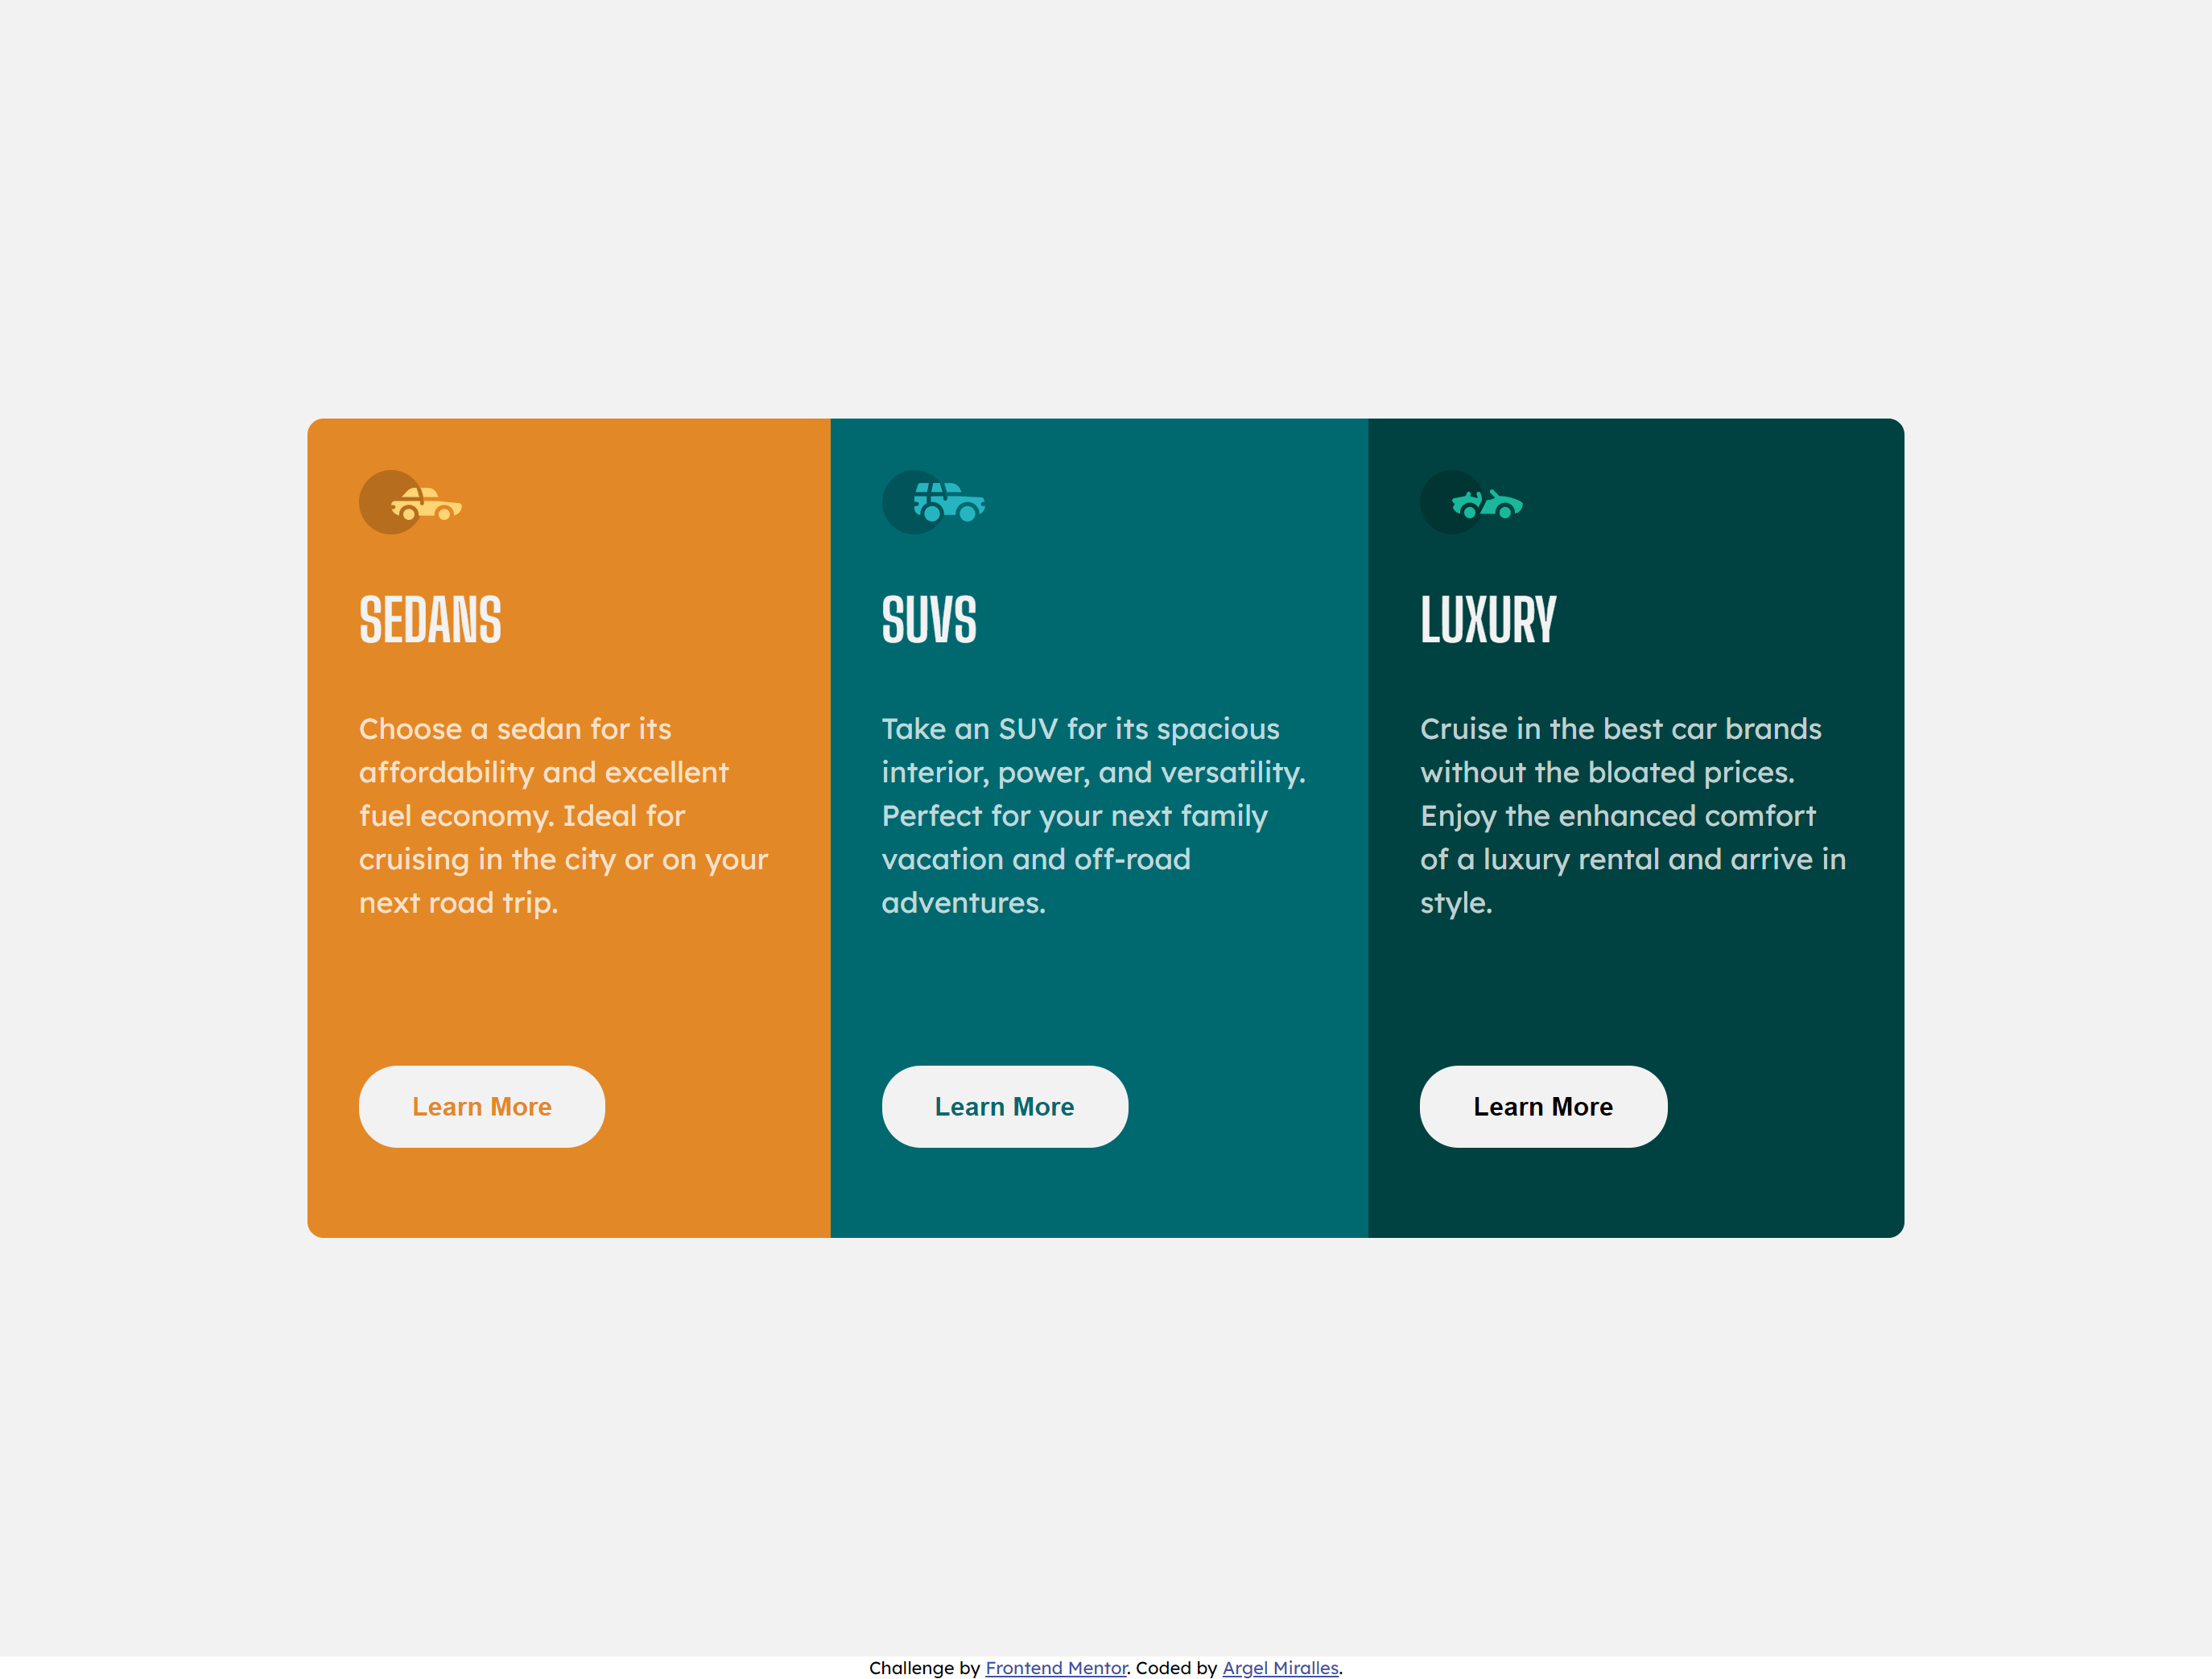 SEDANS
Choose a sedan for its
affordability and excellent
fuel economy. Ideal for
cruising in the city or on your
next road trip.
Learn More
SUVS
Take an SUV for its spacious
interior, power, and versatility.
Perfect for your next family
vacation and off-road
adventures.
Learn More
LUXURY
Cruise in the best car brands
without the bloated prices.
Enjoy the enhanced comfort
of a luxury rental and arrive in
style.
Learn More
Challenge by Frontend Mentor. Coded by Argel Miralles.